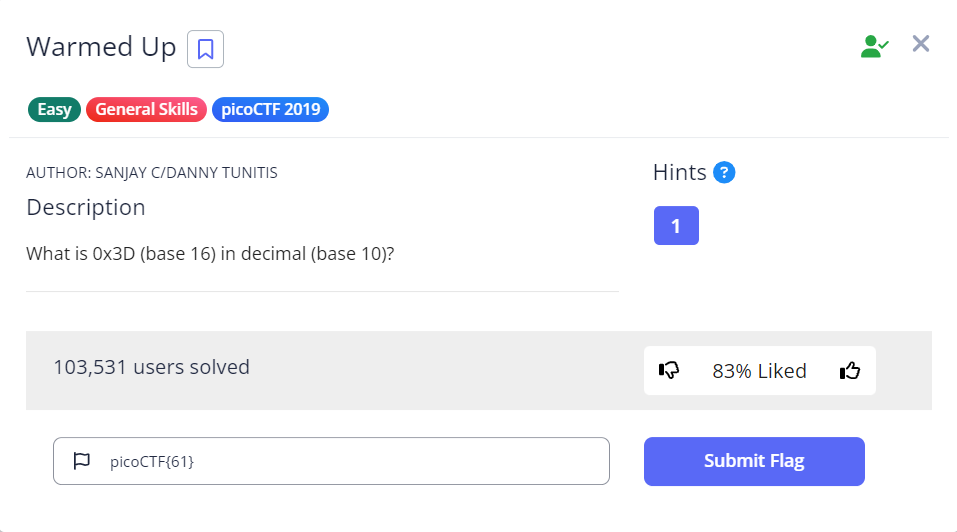 Warmed Up
Easy General Skills picoCTF 2019
AUTHOR: SANJAY C/DANNY TUNITIS
Hints ?
Description
1
What is 0x3D (base 16) in decimal (base 10)?
103,531 users solved
83% Liked
picoCTF{61}
Submit Flag